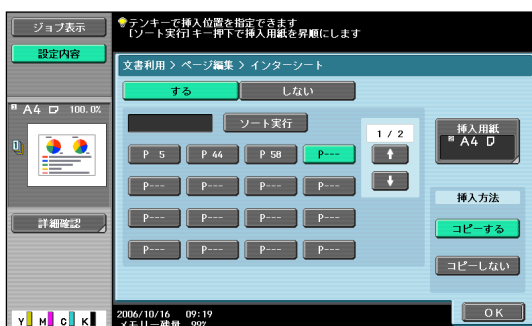 ジョブ表示
設定内容
テンキーで挿入位置を指定できます
[ソート実行]キー押下で挿入用紙を昇順にします
文書利用 > ページ編集 > インターシート
する
しない
A4 100.0%
ソート実行
1 / 2
挿入用紙
A4
P 5
P 44
P 58
P---
P---
P---
P---
P---
P---
P---
P---
P---
P---
P---
P---
P---
挿入方法
コピーする
コピーしない
詳細確認
Y M C K
2006/10/16 09:19
メモリー残量 99%
OK